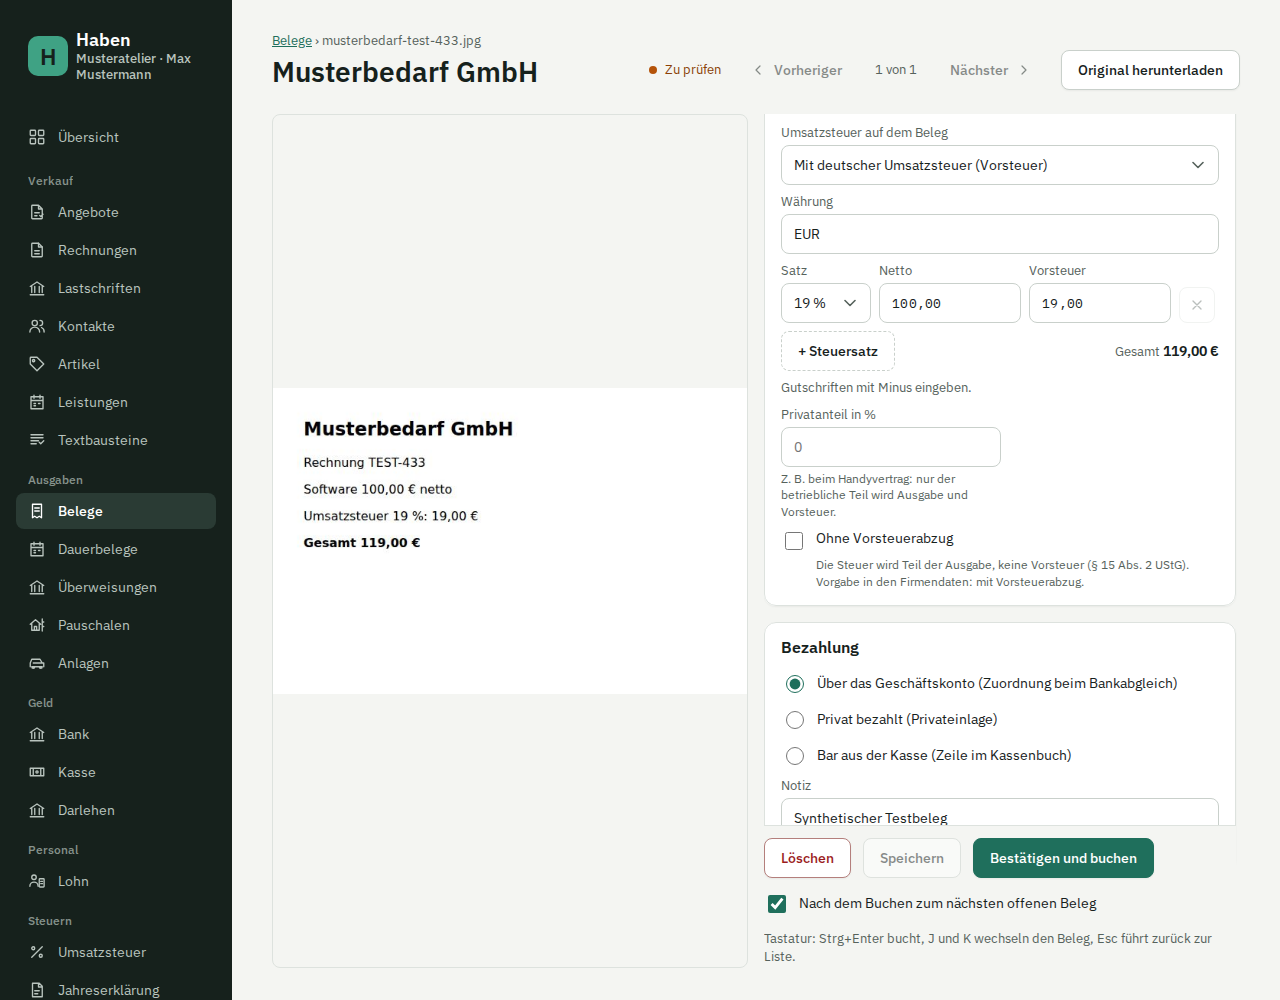 H
Haben
Musteratelier · Max
Mustermann
Übersicht
Verkauf
Angebote
Rechnungen
Lastschriften
Kontakte
Artikel
Leistungen
Textbausteine
Ausgaben
Belege
Dauerbelege
Überweisungen
Pauschalen
Anlagen
Geld
Bank
Kasse
Darlehen
Personal
Lohn
Steuern
Umsatzsteuer
Jahreserklärung
Belege › musterbedarf-test-433.jpg
Musterbedarf GmbH
Zu prüfen
Vorheriger
1 von 1
Nächster
Original herunterladen
Musterbedarf GmbH
Rechnung TEST-433
Software 100,00 € netto
Umsatzsteuer 19 %: 19,00 €
Gesamt 119,00 €
Umsatzsteuer auf dem Beleg
Mit deutscher Umsatzsteuer (Vorsteuer)
Währung
EUR
Satz Netto Vorsteuer
19 % 100,00 19,00
+ Steuersatz Gesamt 119,00 €
Gutschriften mit Minus eingeben.
Privatanteil in %
0
Z. B. beim Handyvertrag: nur der
betriebliche Teil wird Ausgabe und
Vorsteuer.
Ohne Vorsteuerabzug
Die Steuer wird Teil der Ausgabe, keine Vorsteuer (§ 15 Abs. 2 UStG).
Vorgabe in den Firmendaten: mit Vorsteuerabzug.
Bezahlung
Über das Geschäftskonto (Zuordnung beim Bankabgleich)
Privat bezahlt (Privateinlage)
Bar aus der Kasse (Zeile im Kassenbuch)
Notiz
Synthetischer Testbeleg
Löschen Speichern Bestätigen und buchen
Nach dem Buchen zum nächsten offenen Beleg
Tastatur: Strg+Enter bucht, J und K wechseln den Beleg, Esc führt zurück zur
Liste.